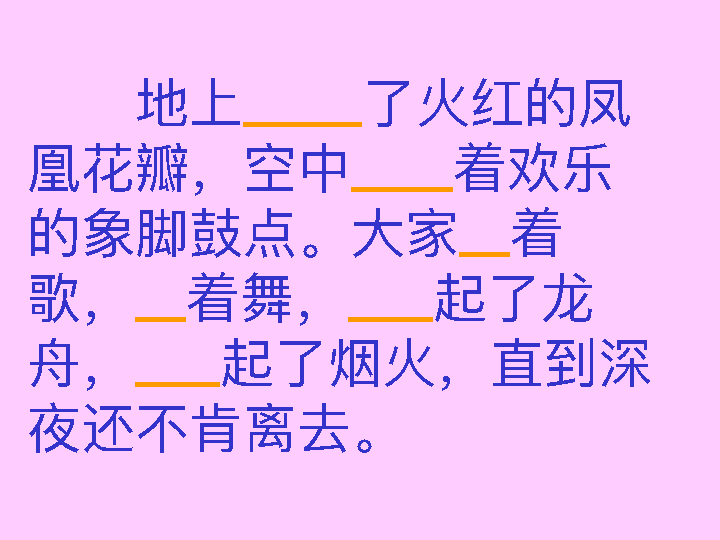 地上____了火红的凤
凰花瓣，空中____着欢乐
的象脚鼓点。大家__着
歌，__着舞，___起了龙
舟，___起了烟火，直到深
夜还不肯离去。